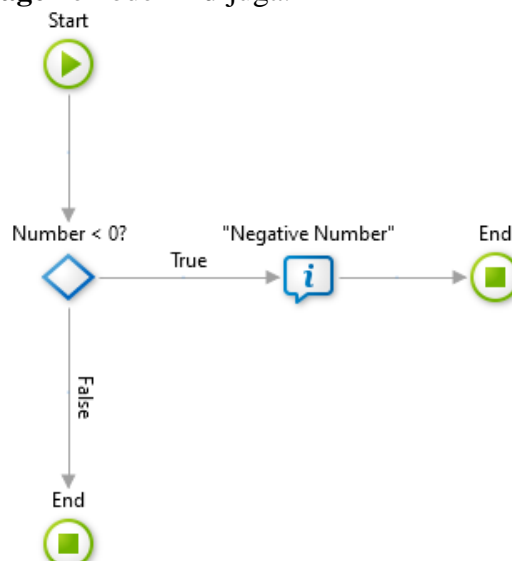 Start
Number < 0?
True
"Negative Number"
End
False
End